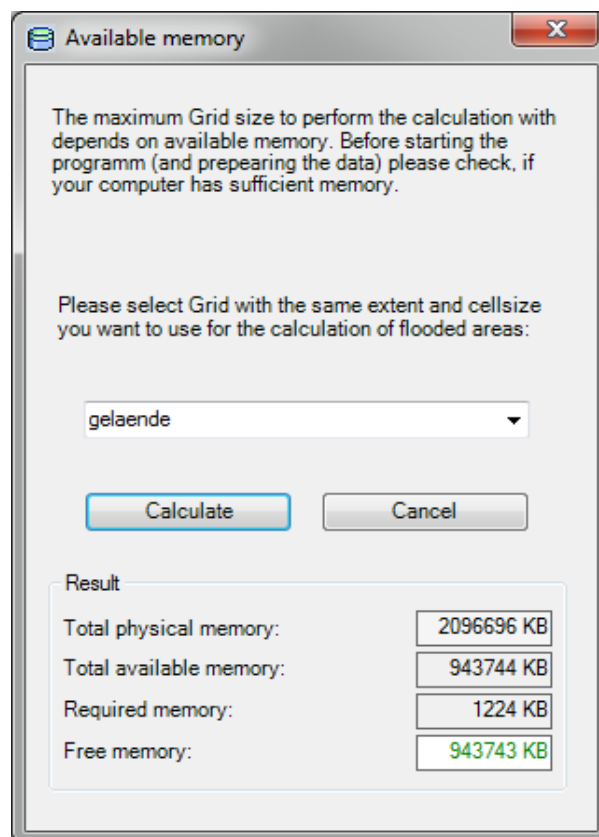 Available memory
The maximum Grid size to perform the calculation with
depends on available memory. Before starting the
programm (and prepearing the data) please check, if
your computer has sufficient memory.
Please select Grid with the same extent and cellsize
you want to use for the calculation of flooded areas:
gelaende
Calculate Cancel
Result
Total physical memory: 2096696 KB
Total available memory: 943744 KB
Required memory: 1224 KB
Free memory: 943743 KB